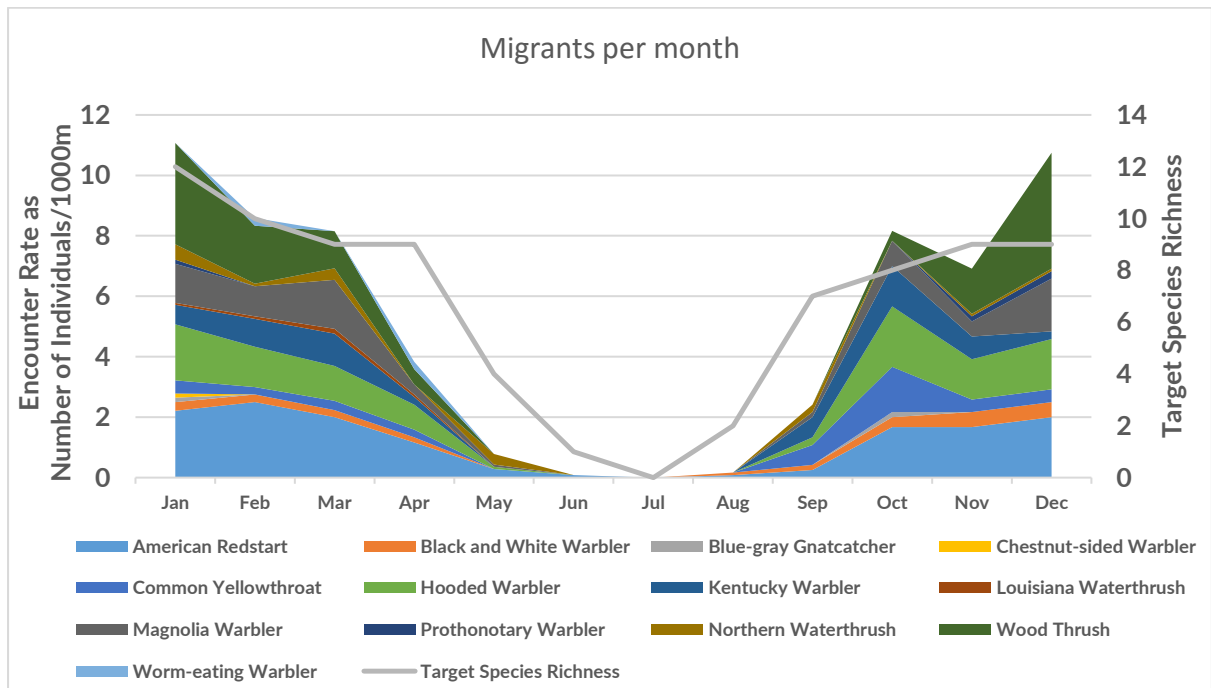 Migrants per month
Encounter Rate as
Number of Individuals/1000m
12
10
8
6
4
2
0
14
12
10
8
6
4
2
0
Target Species Richness
Jan Feb Mar Apr May Jun Jul Aug Sep Oct Nov Dec
American Redstart Black and White Warbler Blue-gray Gnatcatcher Chestnut-sided Warbler
Common Yellowthroat Hooded Warbler Kentucky Warbler Louisiana Waterthrush
Magnolia Warbler Prothonotary Warbler Northern Waterthrush Wood Thrush
Worm-eating Warbler Target Species Richness